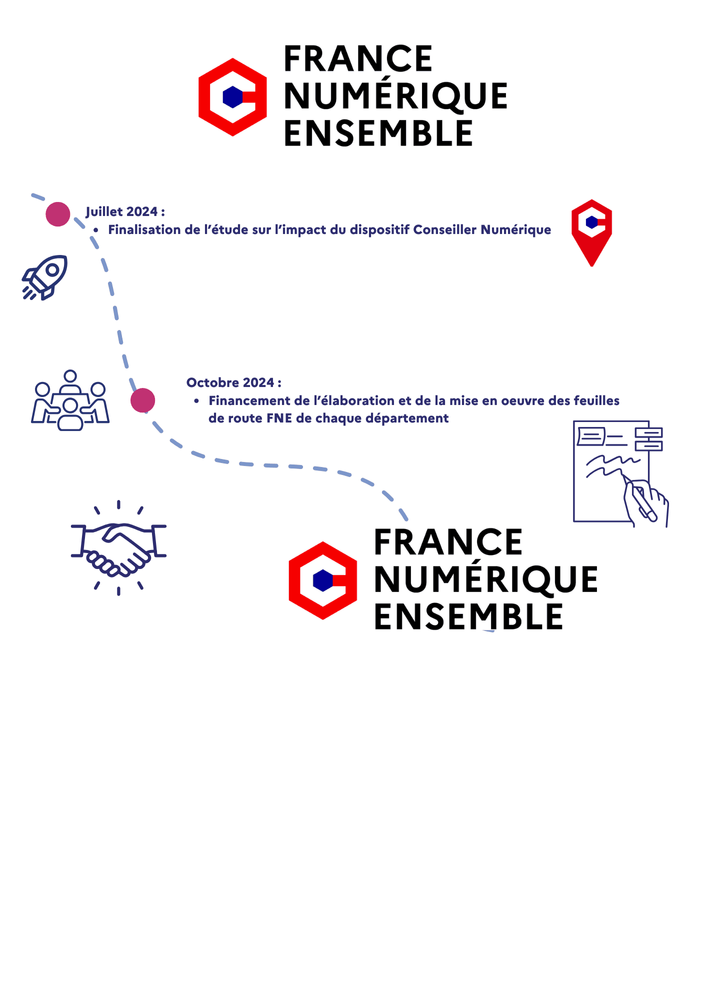 FRANCE
NUMÉRIQUE
ENSEMBLE
Juillet 2024 :
• Finalisation de l’étude sur l’impact du dispositif Conseiller Numérique
Octobre 2024 :
• Financement de l’élaboration et de la mise en oeuvre des feuilles
de route FNE de chaque département
FRANCE
NUMÉRIQUE
ENSEMBLE